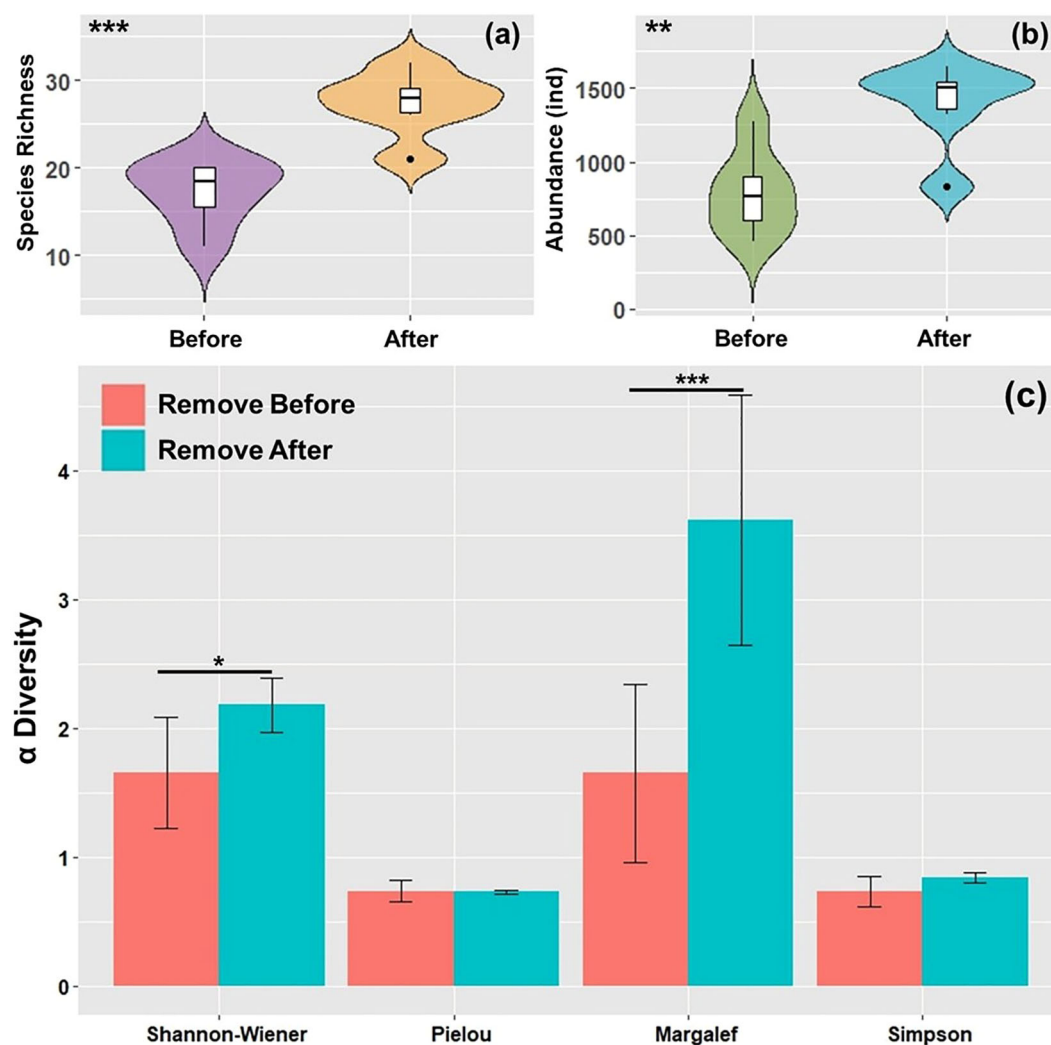 ***
(a)
Species Richness
30
20
10
Before
After
**
(b)
Abundance (ind)
1500
1000
500
0
Before
After
(c)
Remove Before
Remove After
***
*
α Diversity
4
3
2
1
0
Shannon-Wiener
Pielou
Margalef
Simpson